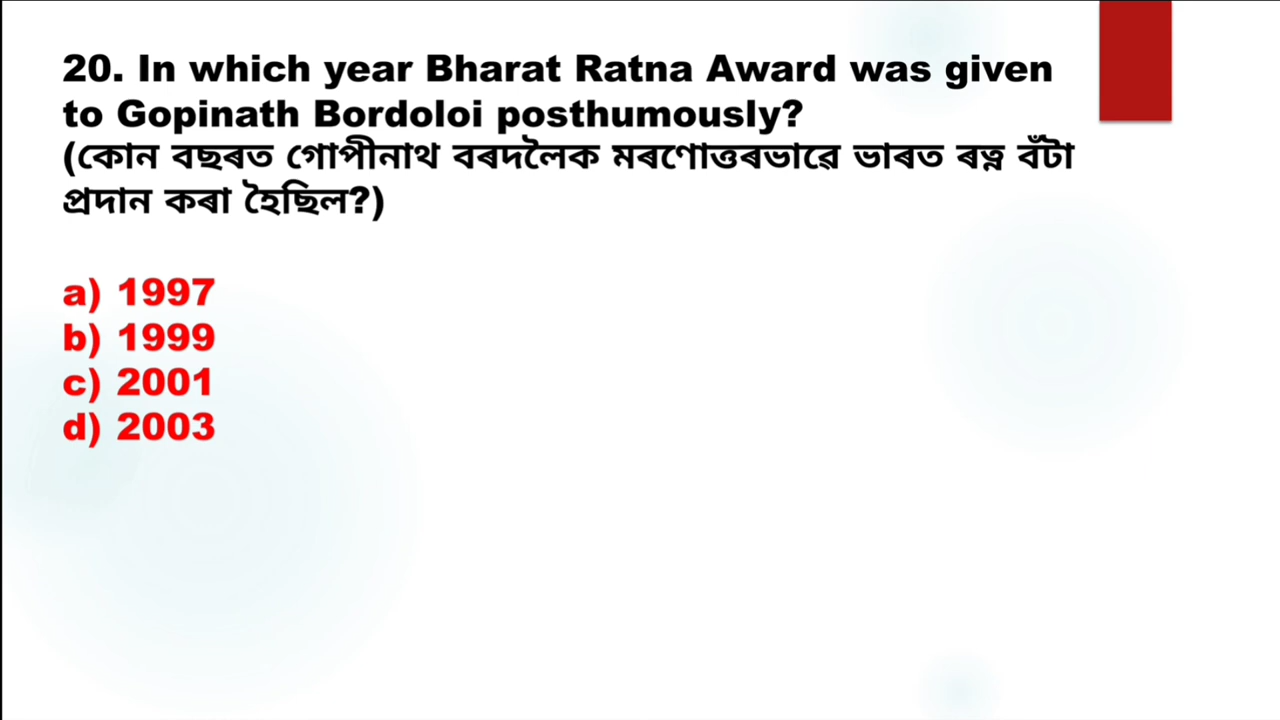 20. In which year Bharat Ratna Award was given
to Gopinath Bordoloi posthumously?
(কোন বছৰত গোপীনাথ বৰদলৈক মৰণোত্তৰভাৱে ভাৰত ৰত্ন বঁটা
প্ৰদান কৰা হৈছিল?)
a) 1997
b) 1999
c) 2001
d) 2003